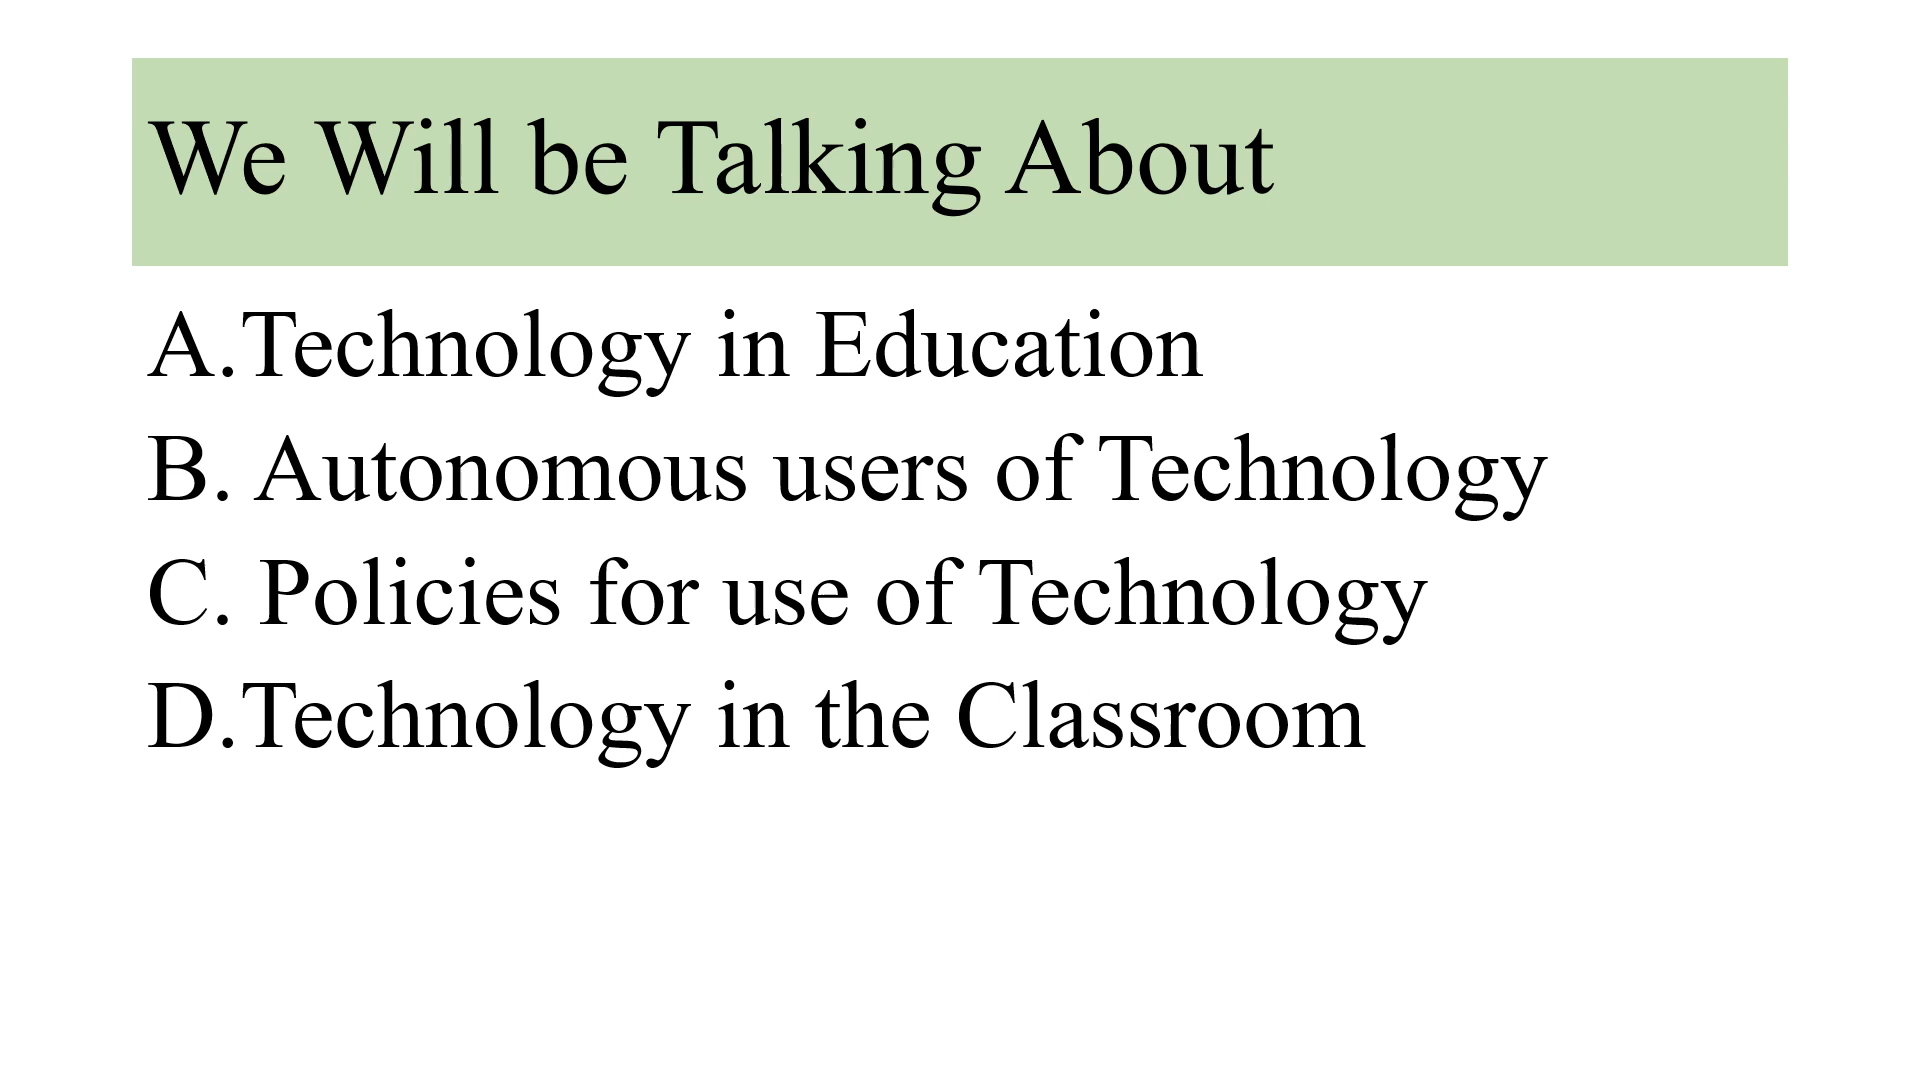 We Will be Talking About
A.Technology in Education
B. Autonomous users of Technology
C. Policies for use of Technology
D.Technology in the Classroom